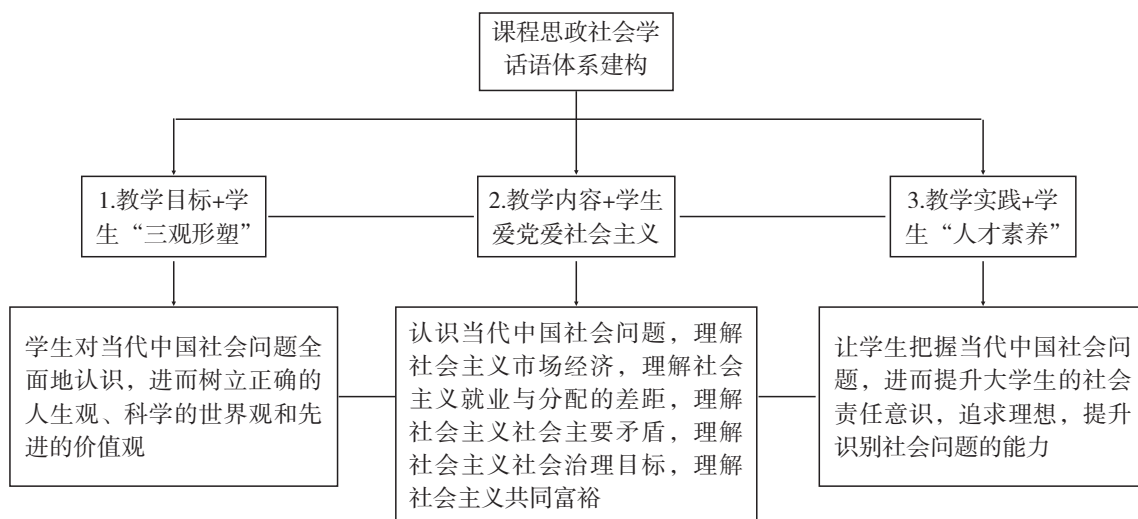 课程思政社会学
话语体系建构
1.教学目标+学
生“三观形塑”
2.教学内容+学生
爱党爱社会主义
3.教学实践+学
生“人才素养”
学生对当代中国社会问题全
面地认识，进而树立正确的
人生观、科学的世界观和先
进的价值观
认识当代中国社会问题，理解
社会主义市场经济，理解社会
主义就业与分配的差距，理解
社会主义社会主要矛盾，理解
社会主义社会治理目标，理解
社会主义共同富裕
让学生把握当代中国社会问
题，进而提升大学生的社会
责任意识，追求理想，提升
识别社会问题的能力